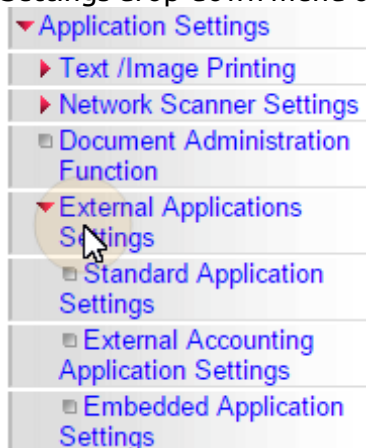 Application Settings
Text /Image Printing
Network Scanner Settings
Document Administration
Function
External Applications
Settings
Standard Application
Settings
External Accounting
Application Settings
Embedded Application
Settings